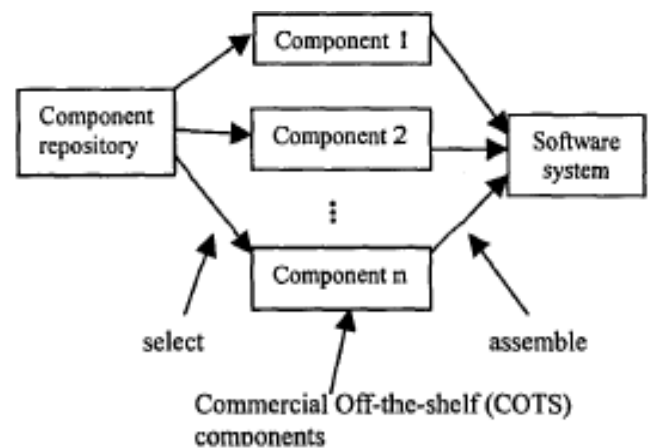 Component 1
Component
repository
Component 2
Software
system
Component n
select
assemble
Commercial Off-the-shelf (COTS)
components